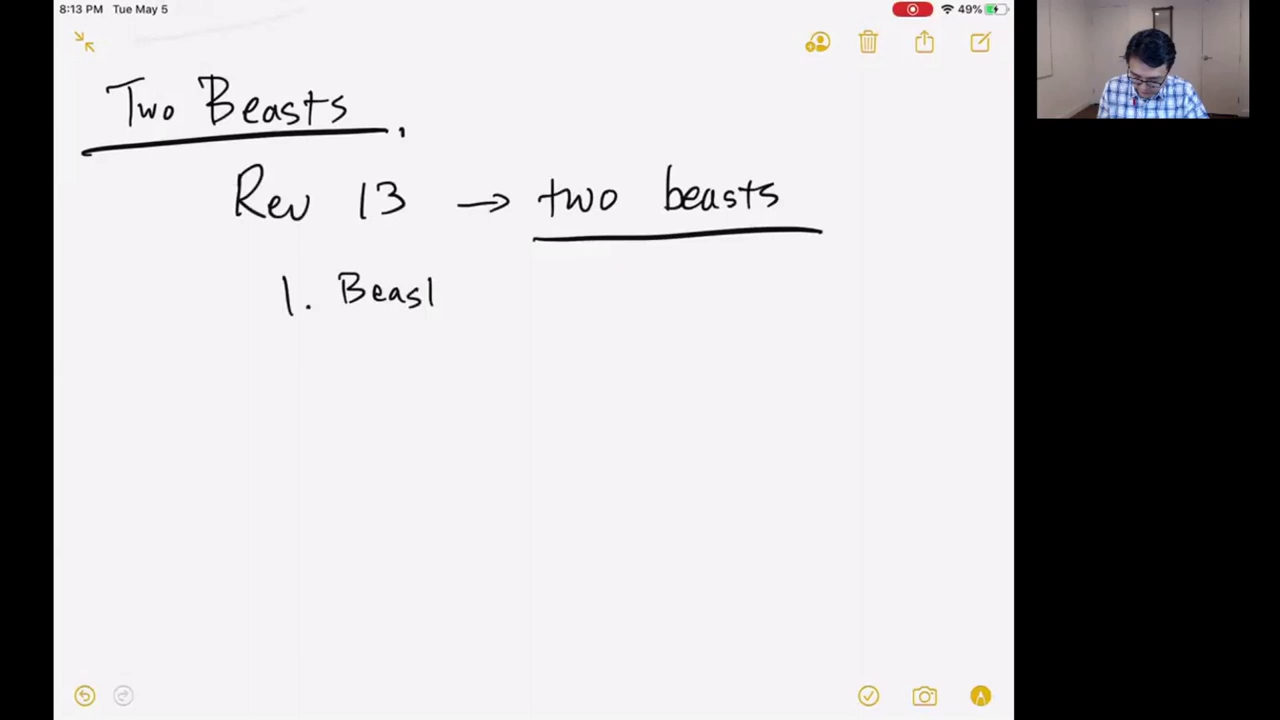 8:13 PM Tue May 5
49%
Two Beasts.
Rev 13 → two beasts
1. Beast